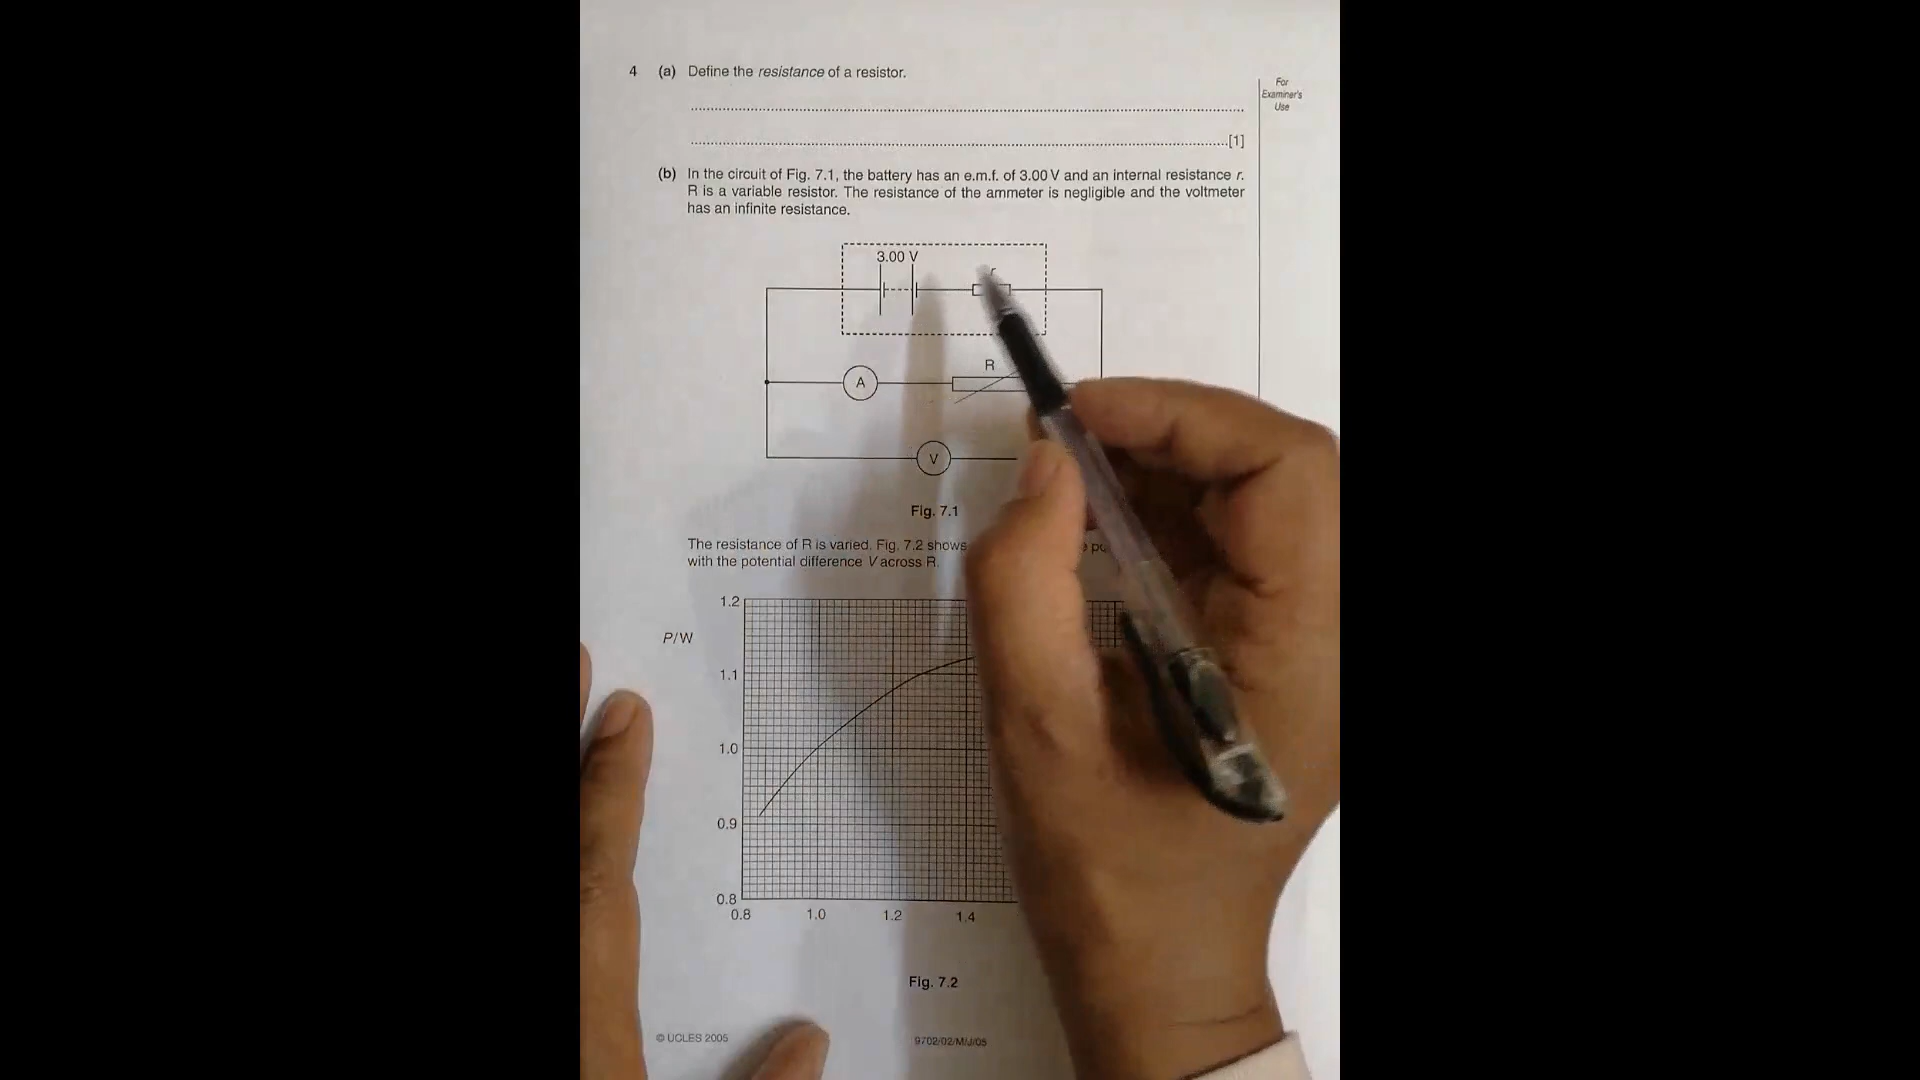 4 (a) Define the resistance of a resistor.
For
Examiner's
Use
[1]
(b) In the circuit of Fig. 7.1, the battery has an e.m.f. of 3.00 V and an internal resistance r.
R is a variable resistor. The resistance of the ammeter is negligible and the voltmeter
has an infinite resistance.
3.00 V
r
R
A
V
Fig. 7.1
The resistance of R is varied. Fig. 7.2 shows
with the potential difference V across R.
1.2
P/W
1.1
1.0
0.9
0.8
0.8 1.0 1.2 1.4
Fig. 7.2
© UCLES 2005 9702/02/M/J/05